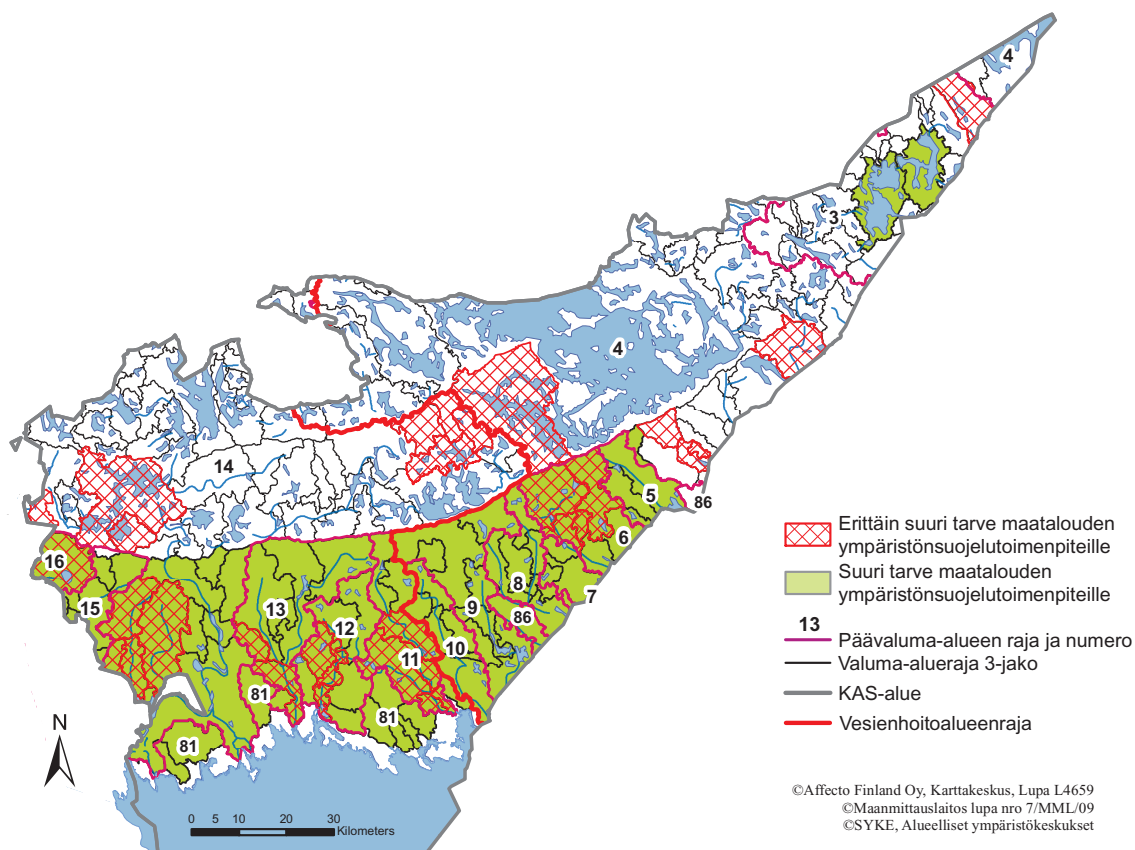 4
3
4
14
5
86
6
16
8
7
15
13
9
86
12
10
11
81
81
81
N
0 5 10 20 30
Kilometers
Erittäin suuri tarve maatalouden
ympäristönsuojelutoimenpiteille
Suuri tarve maatalouden
ympäristönsuojelutoimenpiteille
13
Päävaluma-alueen raja ja numero
Valuma-alueraja 3-jako
KAS-alue
Vesienhoitoalueenraja
©Affecto Finland Oy, Karttakeskus, Lupa L4659
©Maanmittauslaitos lupa nro 7/MML/09
©SYKE, Alueelliset ympäristökeskukset